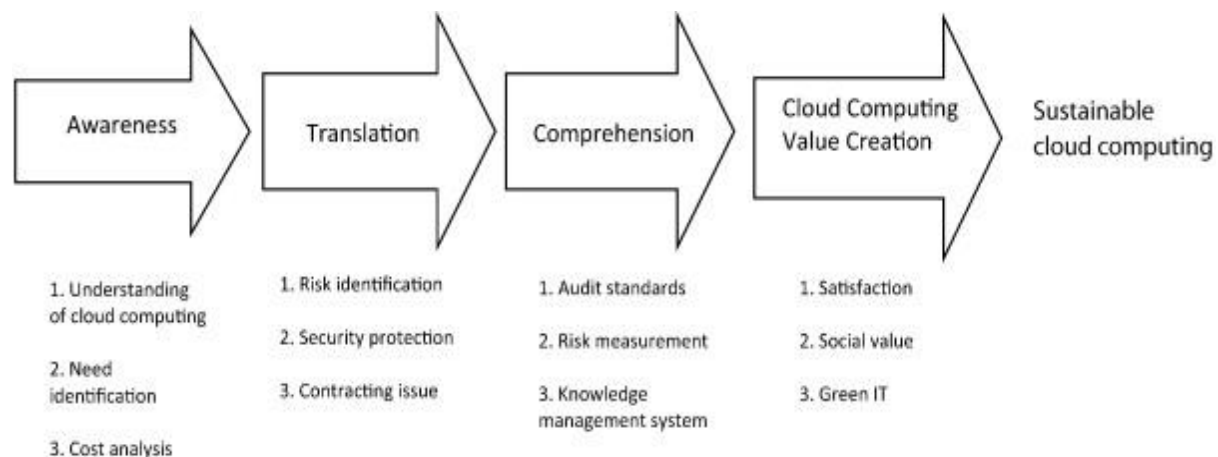 Awareness
Translation
Comprehension
Cloud Computing
Value Creation
Sustainable
cloud computing
1. Understanding
of cloud computing
2. Need
identification
3. Cost analysis
1. Risk identification
2. Security protection
3. Contracting issue
1. Audit standards
2. Risk measurement
3. Knowledge
management system
1. Satisfaction
2. Social value
3. Green IT